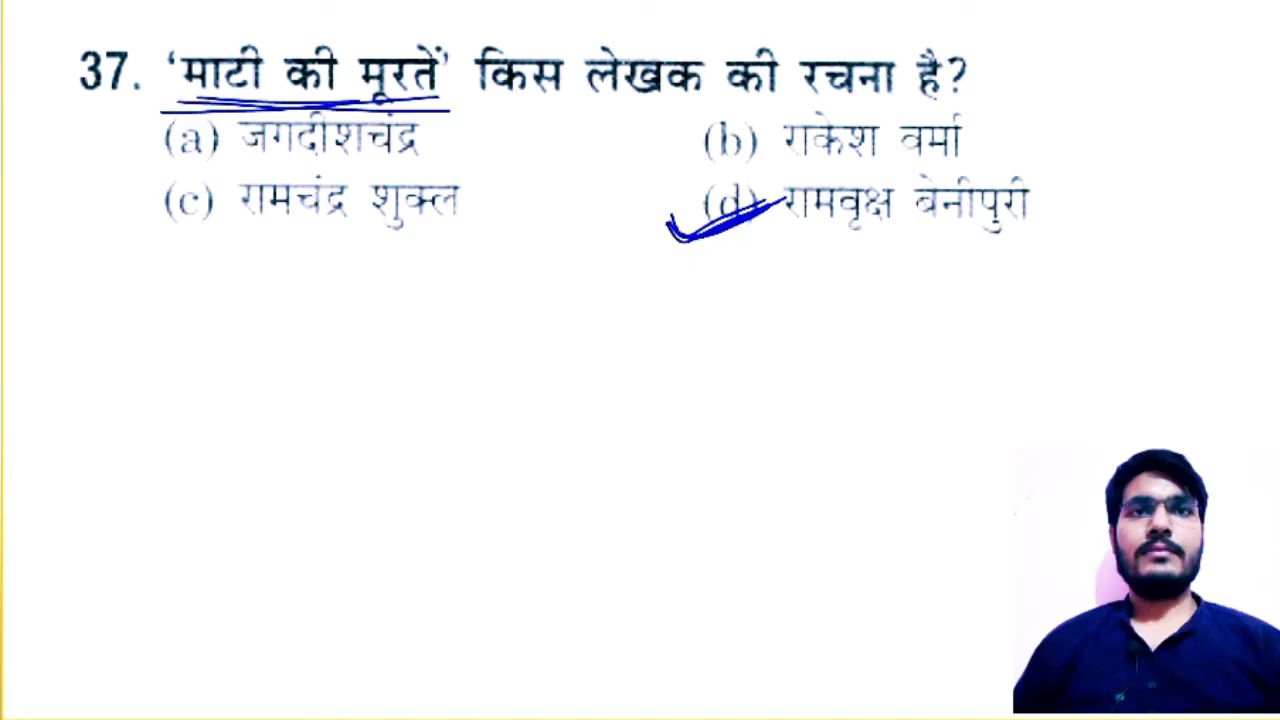 37. ‘माटी की मूरतें’ किस लेखक की रचना है?
(a) जगदीशचंद्र (b) राकेश वर्मा
(c) रामचंद्र शुक्ल (d) रामवृक्ष बेनीपुरी